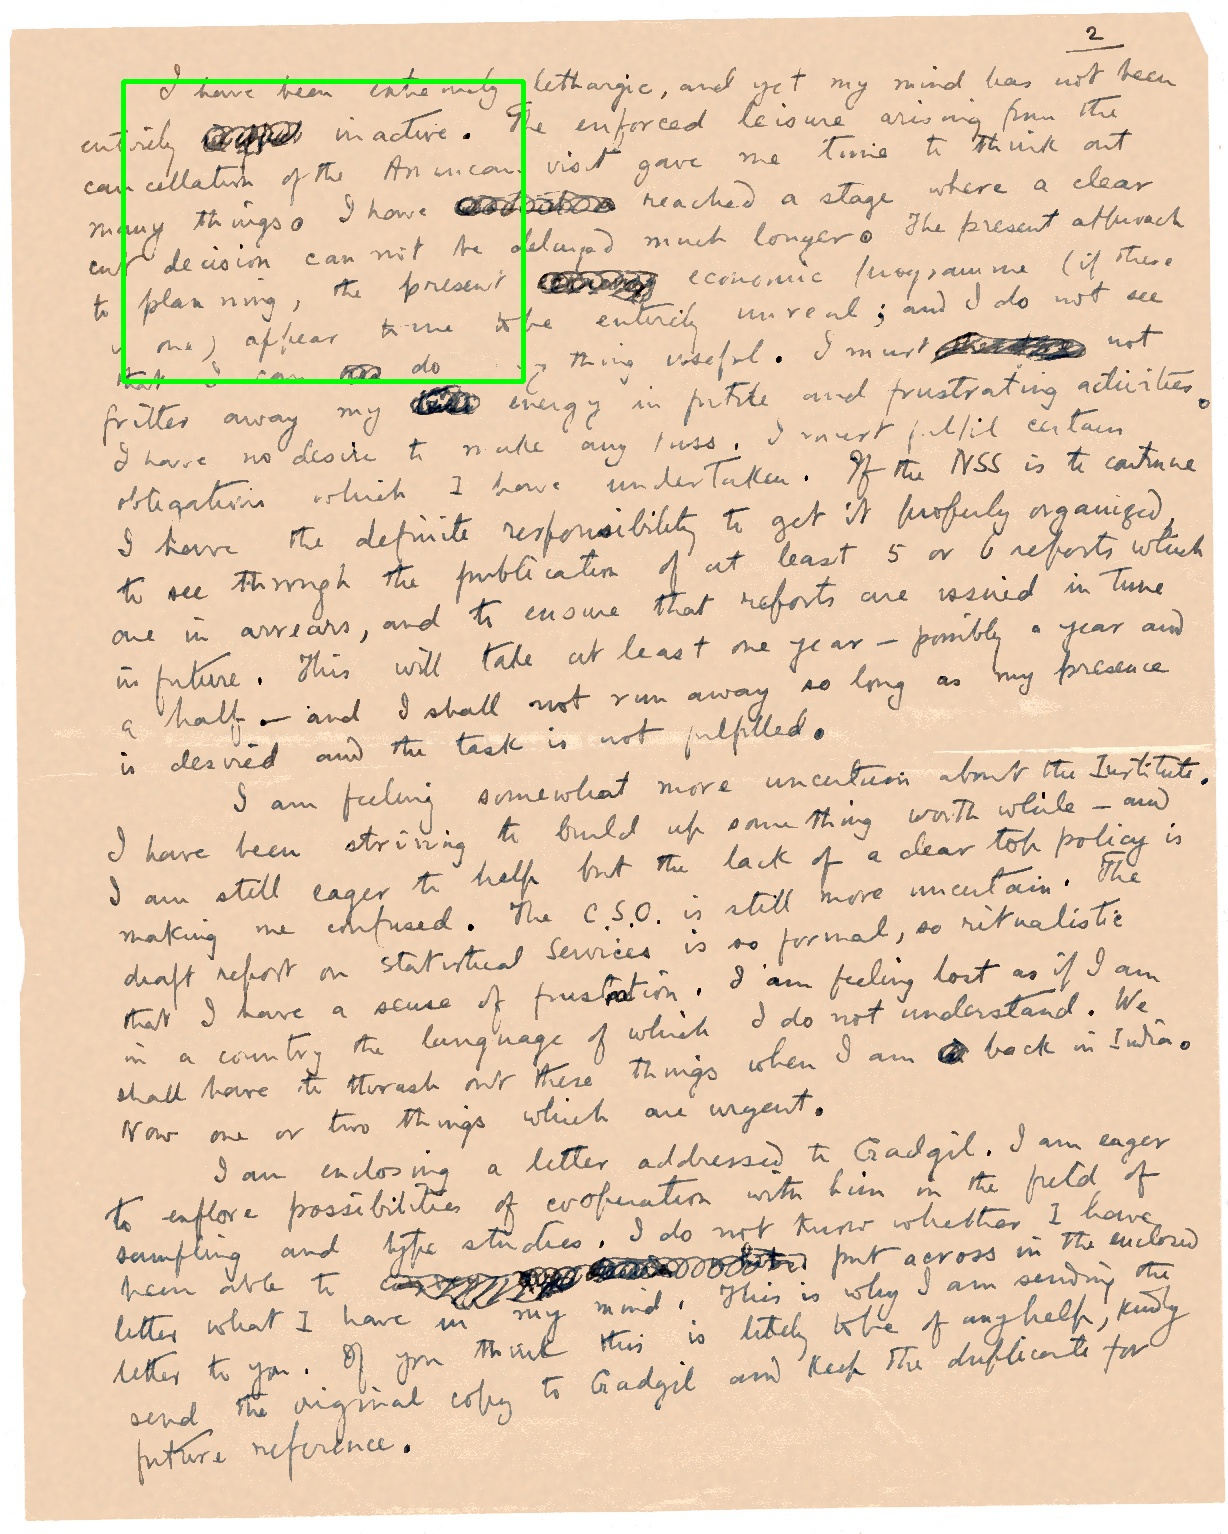 2
I have been extremely lethargic, and yet my mind has not been
entirely inactive. The enforced leisure arising from the
cancellation of the American visit gave me time to think out
many things. I have reached a stage where a clear
cut decision can not be delayed much longer. The present approach
to planning, the present economic programme (if there
is one) appear to me to be entirely unreal; and I do not see
that I can do any thing useful. I must not
fritter away my energy in futile and frustrating activities.
I have no desire to make any fuss. I must fulfil certain
obligations which I have undertaken. If the NSS is to continue
I have the definite responsibility to get it properly organized,
to see through the publication of at least 5 or 6 reports which
are in arrears, and to ensure that reports are issued in time
in future. This will take at least one year – possibly a year and
a half – and I shall not run away so long as my presence
is desired and the task is not fulfilled.
I am feeling somewhat more uncertain about the Institute.
I have been striving to build up some thing worth while – and
I am still eager to help but the lack of a clear top policy is
making me confused. The C.S.O. is still more uncertain. The
draft report on Statistical Services is so formal, so ritualistic
that I have a sense of frustation. I am feeling lost as if I am
in a country the language of which I do not understand. We
shall have to thrash out these things when I am back in India.
Now one or two things which are urgent.
I am enclosing a letter addressed to Gadgil. I am eager
to explore possibilities of cooperation with him in the field of
sampling and type studies. I do not know whether I have
been able to put across in the enclosed
letter what I have in my mind. This is why I am sending the
letter to you. If you think this is likely to be of any help, kindly
send the original copy to Gadgil and keep the duplicate for
future reference.